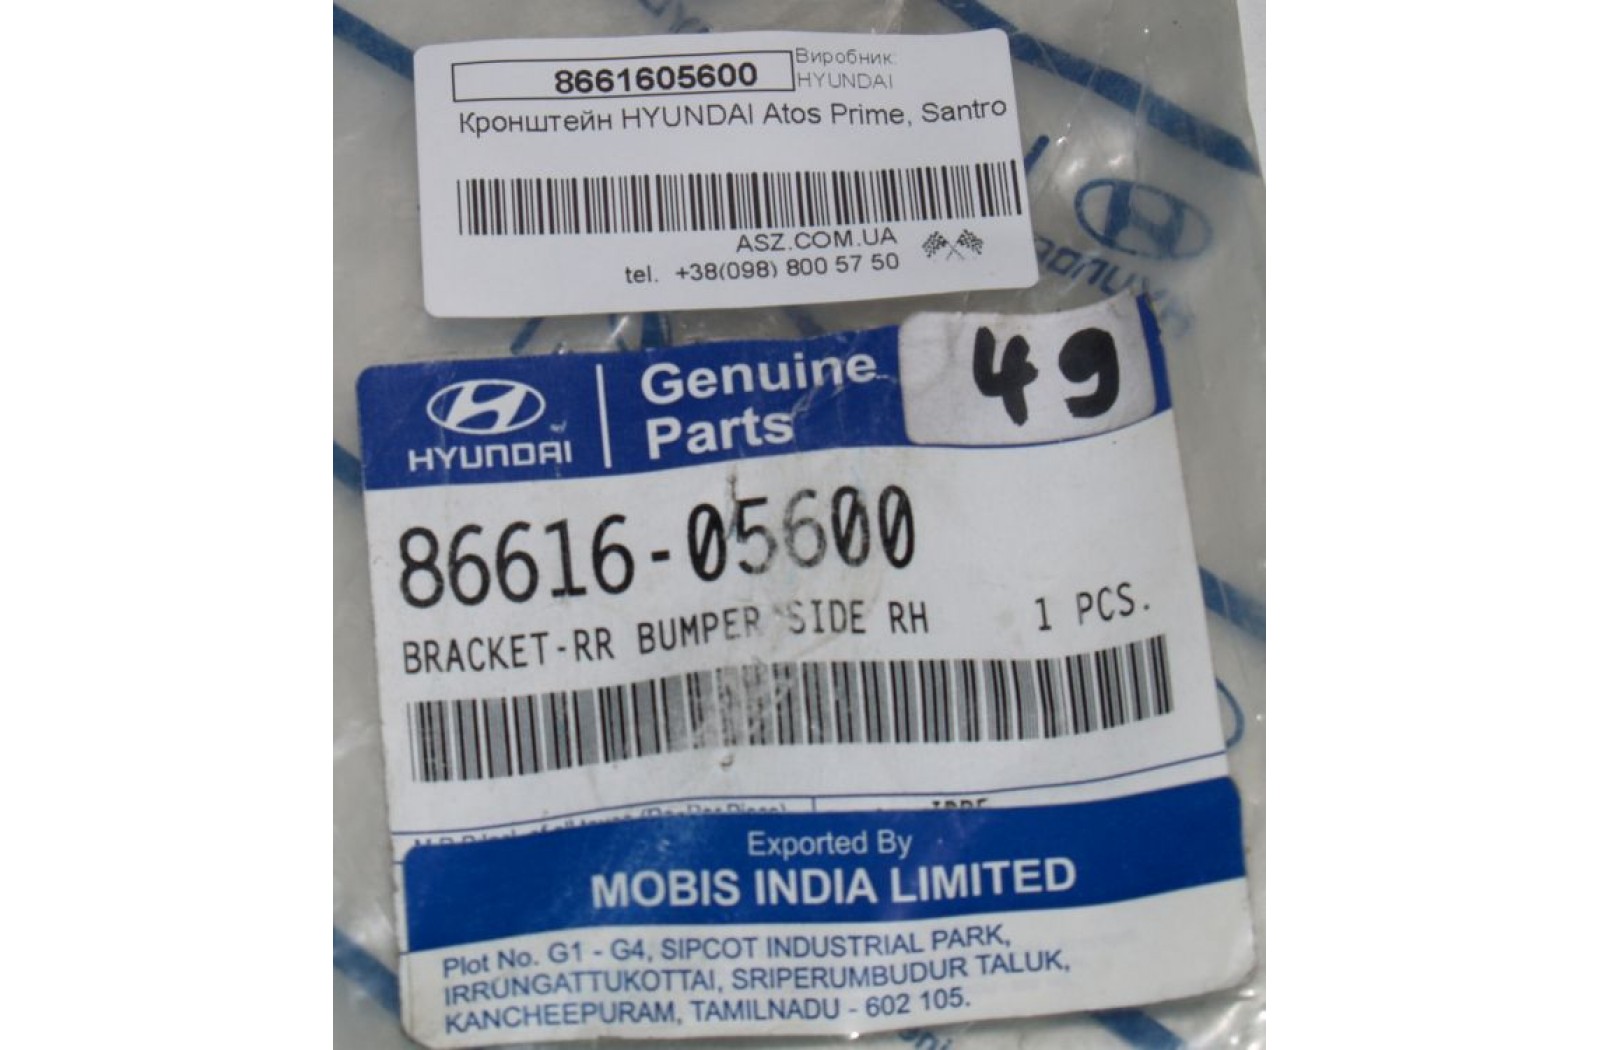 8661605600
Виробник:
HYUNDAI
Кронштейн HYUNDAI Atos Prime, Santro
ASZ.COM.UA
tel. +38(098) 800 57 50
HYUNDAI
49
HYUNDAI
Genuine
Parts
86616-05600
BRACKET-RR BUMPER SIDE RH 1 PCS.
Exported By
MOBIS INDIA LIMITED
Plot No. G1 - G4, SIPCOT INDUSTRIAL PARK,
IRRUNGATTUKOTTAI, SRIPERUMBUDUR TALUK,
KANCHEEPURAM, TAMILNADU - 602 105.